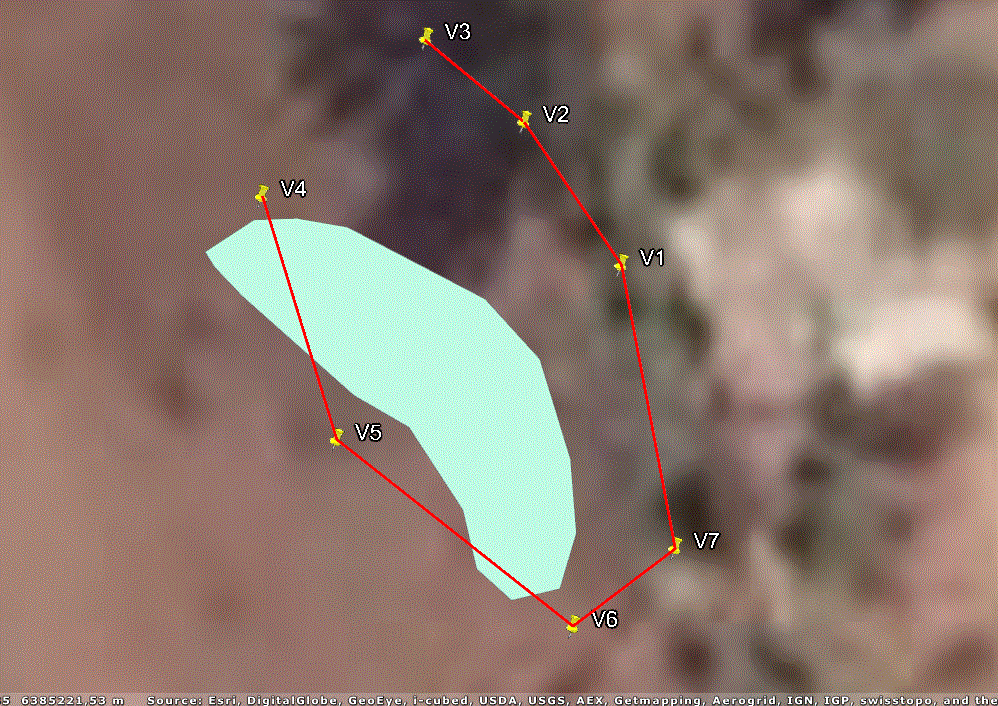 V3
V2
V4
V1
V5
V7
V6
6385221,53 m Source: Esri, DigitalGlobe, GeoEye, i-cubed, USDA, USGS, AEX, Getmapping, Aerogrid, IGN, IGP, swisstopo, and the